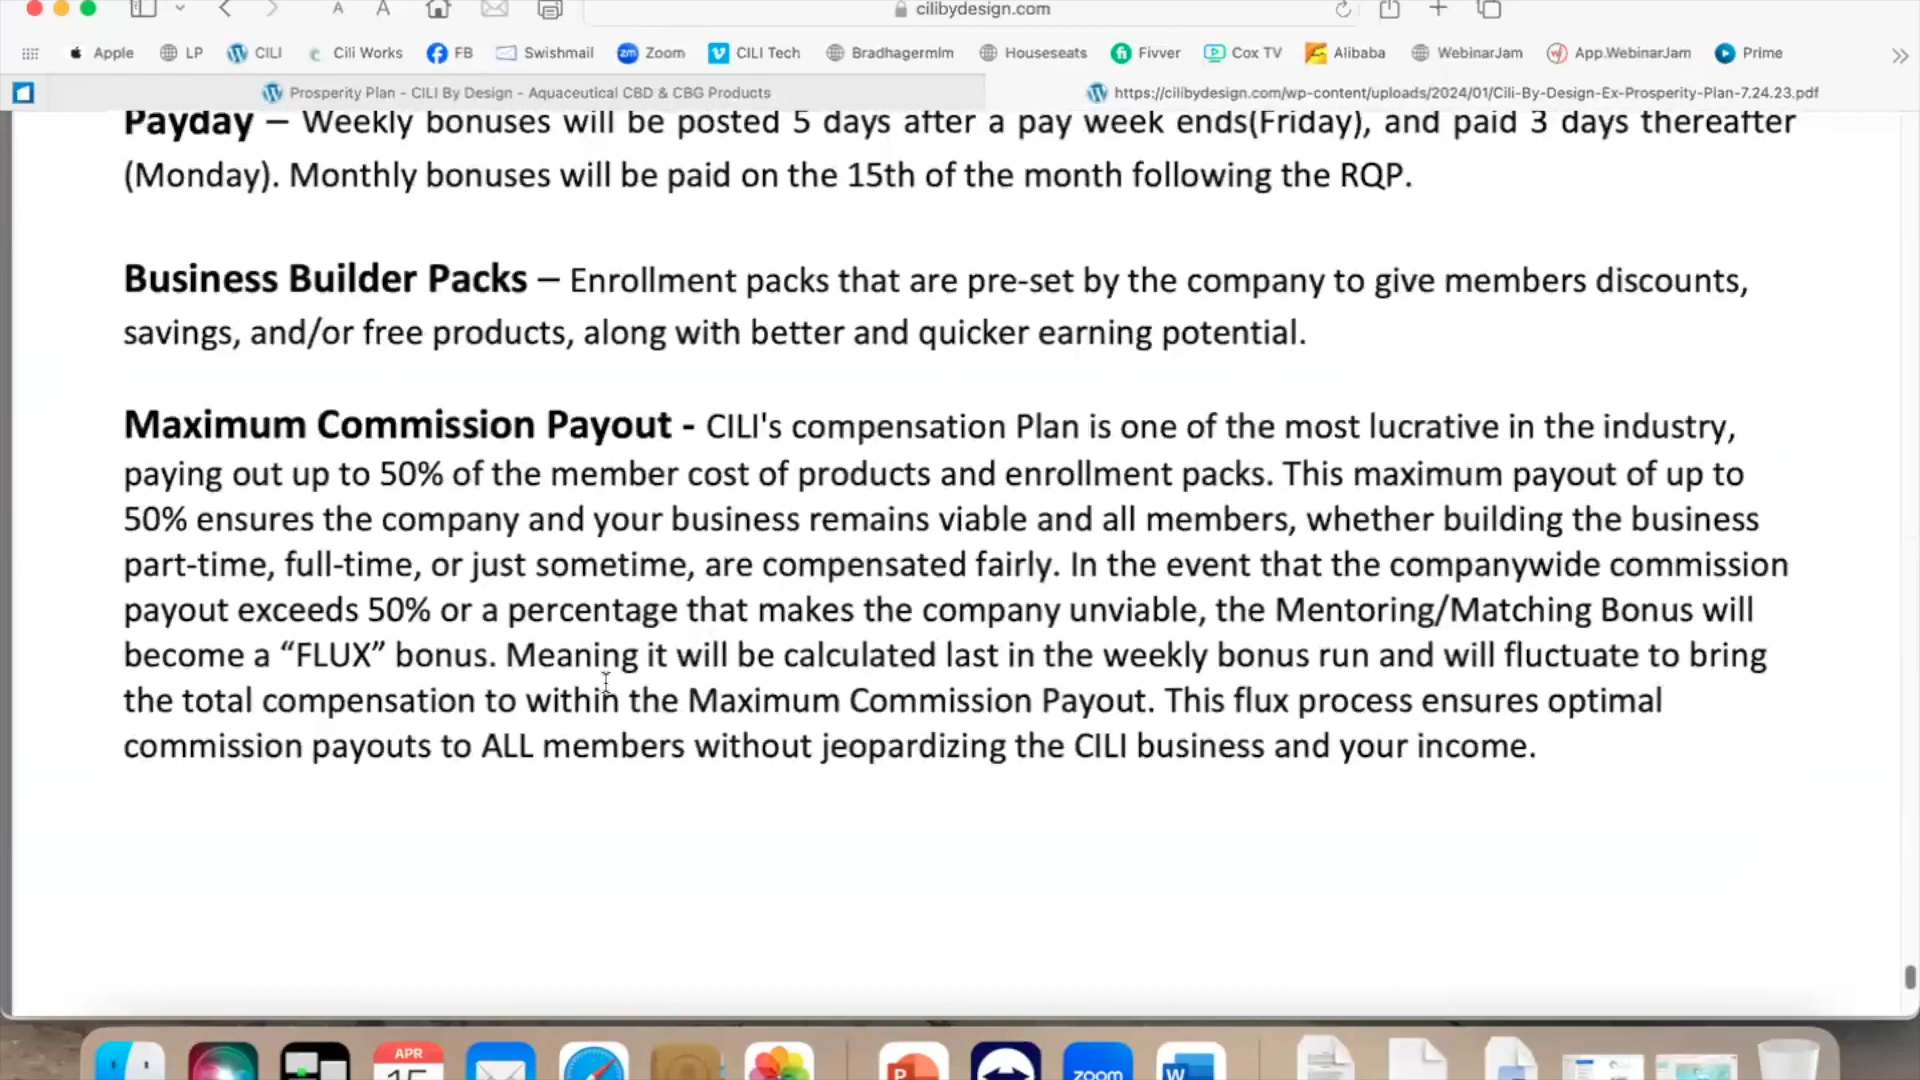 cilibydesign.com
Apple LP CILI Cili Works FB Swishmail Zoom CILI Tech Bradhagermlm Houseseats Fivver Cox TV Alibaba WebinarJam App.WebinarJam Prime
Prosperity Plan - CILI By Design - Aquaceutical CBD & CBG Products
https://cilibydesign.com/wp-content/uploads/2024/01/Cili-By-Design-Ex-Prosperity-Plan-7.24.23.pdf
Payday – Weekly bonuses will be posted 5 days after a pay week ends(Friday), and paid 3 days thereafter
(Monday). Monthly bonuses will be paid on the 15th of the month following the RQP.
Business Builder Packs – Enrollment packs that are pre-set by the company to give members discounts,
savings, and/or free products, along with better and quicker earning potential.
Maximum Commission Payout - CILI's compensation Plan is one of the most lucrative in the industry,
paying out up to 50% of the member cost of products and enrollment packs. This maximum payout of up to
50% ensures the company and your business remains viable and all members, whether building the business
part-time, full-time, or just sometime, are compensated fairly. In the event that the companywide commission
payout exceeds 50% or a percentage that makes the company unviable, the Mentoring/Matching Bonus will
become a “FLUX” bonus. Meaning it will be calculated last in the weekly bonus run and will fluctuate to bring
the total compensation to within the Maximum Commission Payout. This flux process ensures optimal
commission payouts to ALL members without jeopardizing the CILI business and your income.
APR
zoom